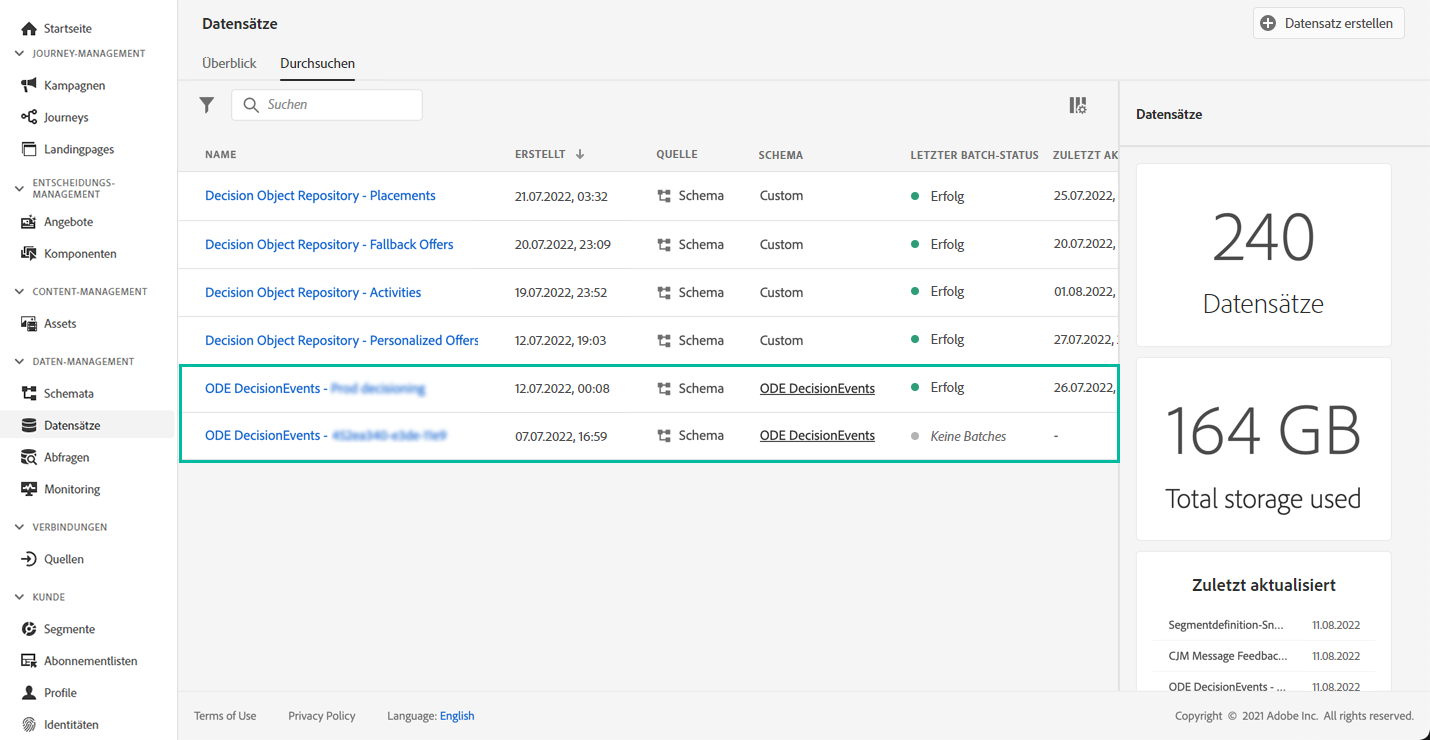 Startseite
JOURNEY-MANAGEMENT
Kampagnen
Journeys
Landingpages
ENTSCHEIDUNGS-
MANAGEMENT
Angebote
Komponenten
CONTENT-MANAGEMENT
Assets
DATEN-MANAGEMENT
Schemata
Datensätze
Abfragen
Monitoring
VERBINDUNGEN
Quellen
KUNDE
Segmente
Abonnementlisten
Profile
Identitäten
Datensätze
Datensatz erstellen
Überblick Durchsuchen
Suchen
NAME ERSTELLT QUELLE SCHEMA LETZTER BATCH-STATUS ZULETZT AK
Decision Object Repository - Placements 21.07.2022, 03:32 Schema Custom Erfolg 25.07.2022,
Decision Object Repository - Fallback Offers 20.07.2022, 23:09 Schema Custom Erfolg 20.07.2022,
Decision Object Repository - Activities 19.07.2022, 23:52 Schema Custom Erfolg 01.08.2022,
Decision Object Repository - Personalized Offers 12.07.2022, 19:03 Schema Custom Erfolg 27.07.2022,
ODE DecisionEvents - Prod decisioning 12.07.2022, 00:08 Schema ODE DecisionEvents Erfolg 26.07.2022,
ODE DecisionEvents - 07.07.2022, 16:59 Schema ODE DecisionEvents Keine Batches -
Datensätze
240
Datensätze
164 GB
Total storage used
Zuletzt aktualisiert
Segmentdefinition-Sn... 11.08.2022
CJM Message Feedbac... 11.08.2022
ODE DecisionEvents - ... 11.08.2022
Terms of Use Privacy Policy Language: English
Copyright © 2021 Adobe Inc. All rights reserved.